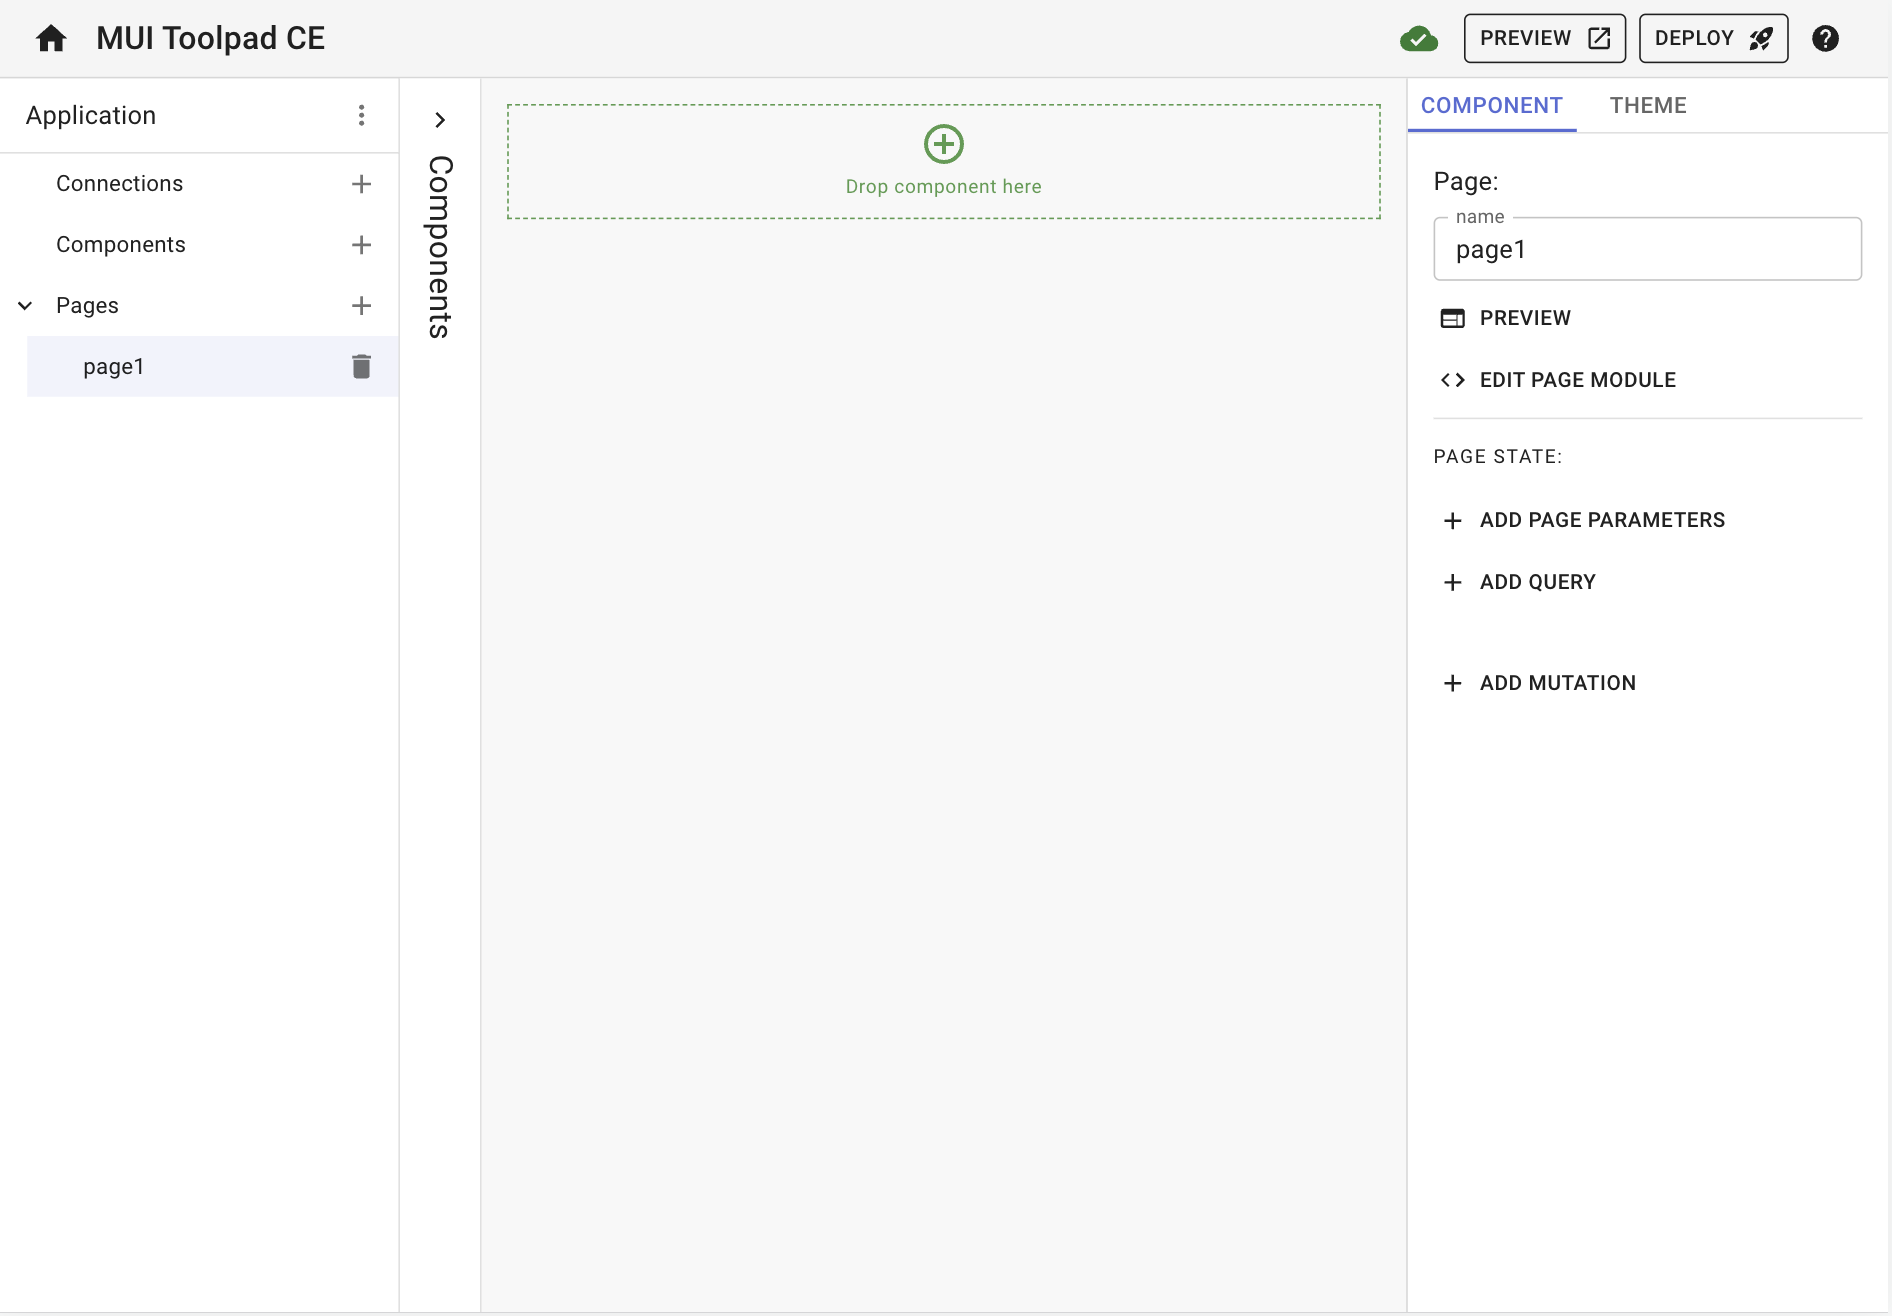 MUI Toolpad CE
PREVIEW
DEPLOY
Application
Connections
Components
Pages
page1
Components
Drop component here
COMPONENT
THEME
Page:
name
page1
PREVIEW
EDIT PAGE MODULE
PAGE STATE:
ADD PAGE PARAMETERS
ADD QUERY
ADD MUTATION